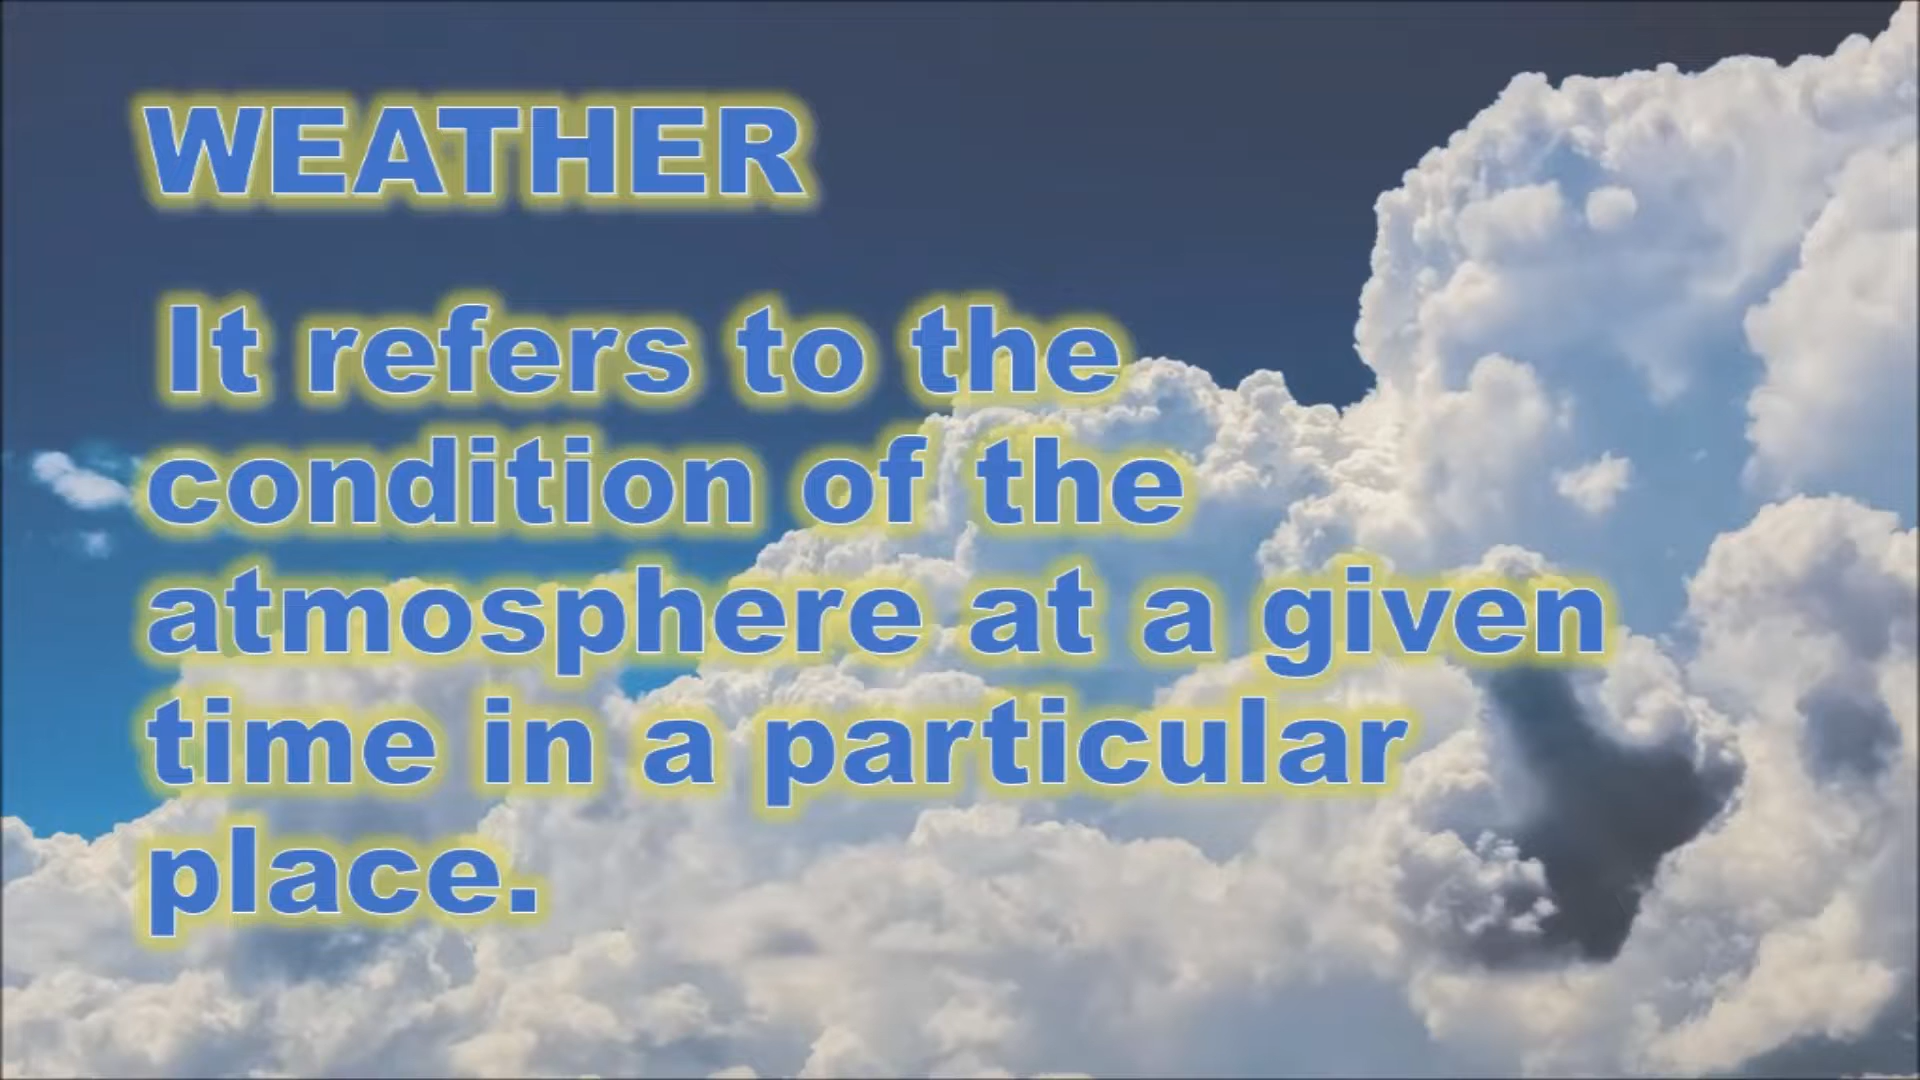 WEATHER
It refers to the
condition of the
atmosphere at a given
time in a particular
place.